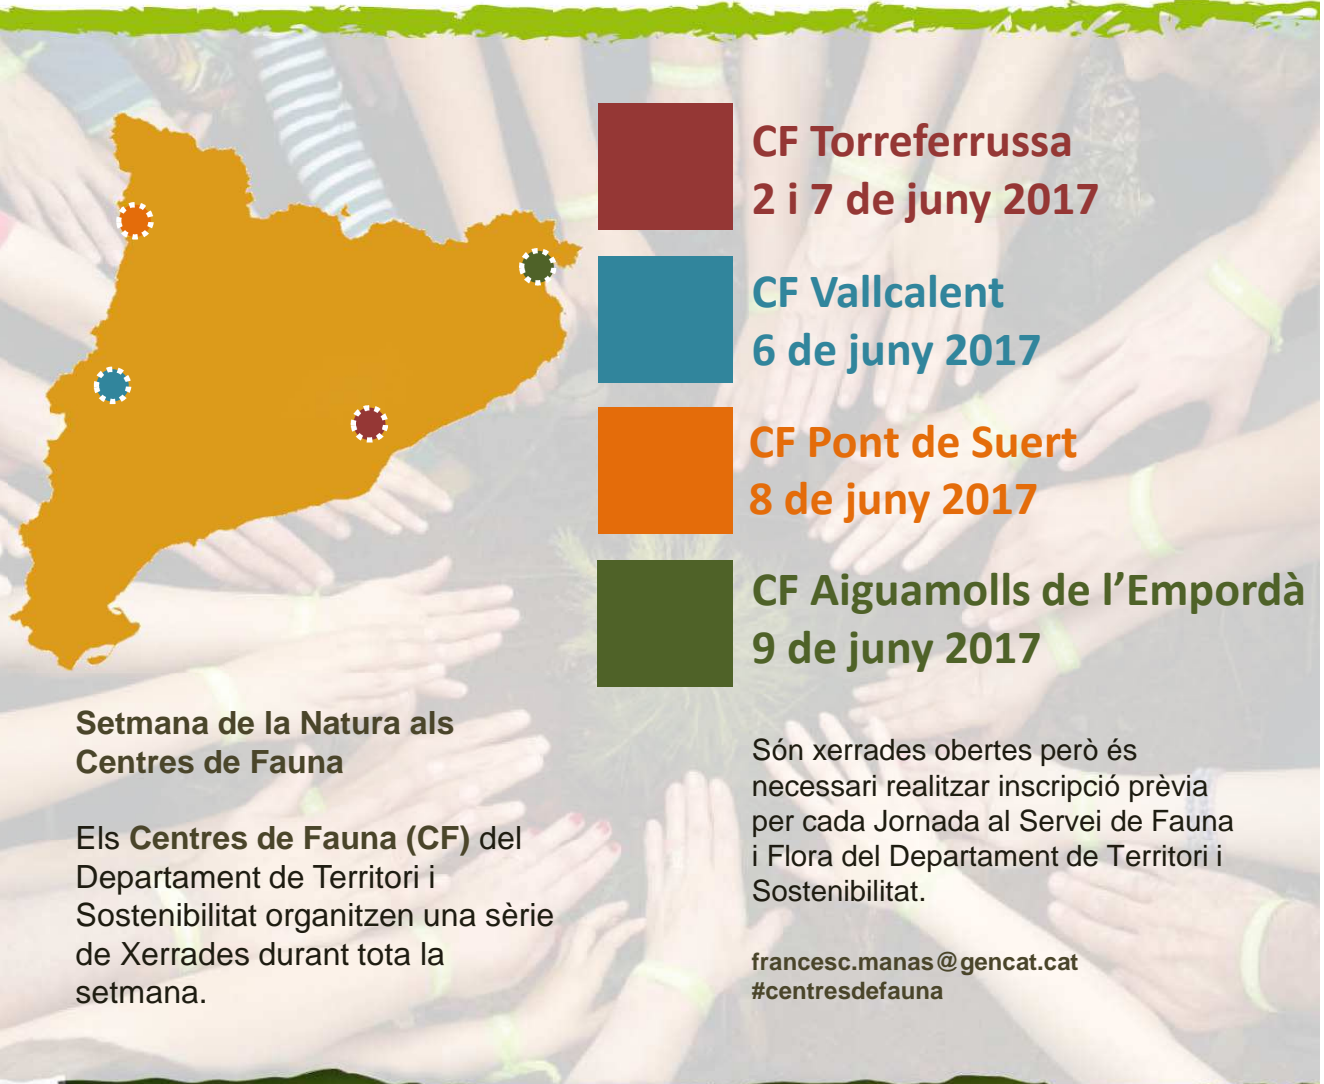 CF Torreferrussa
2 i 7 de juny 2017
CF Vallcalent
6 de juny 2017
CF Pont de Suert
8 de juny 2017
CF Aiguamolls de l’Empordà
9 de juny 2017
Setmana de la Natura als
Centres de Fauna
Els Centres de Fauna (CF) del
Departament de Territori i
Sostenibilitat organitzen una sèrie
de Xerrades durant tota la
setmana.
Són xerrades obertes però és
necessari realitzar inscripció prèvia
per cada Jornada al Servei de Fauna
i Flora del Departament de Territori i
Sostenibilitat.
francesc.manas@gencat.cat
#centresdefauna